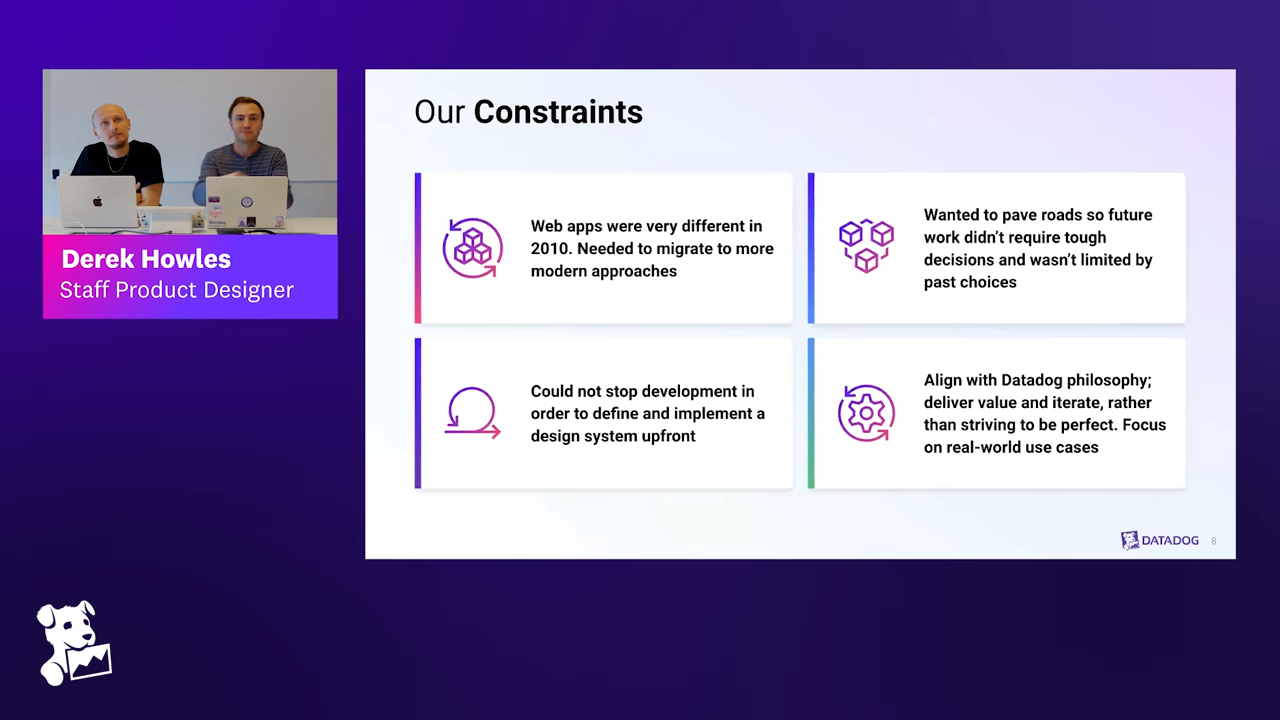 Derek Howles
Staff Product Designer
Our Constraints
Web apps were very different in
2010. Needed to migrate to more
modern approaches
Wanted to pave roads so future
work didn’t require tough
decisions and wasn’t limited by
past choices
Could not stop development in
order to define and implement a
design system upfront
Align with Datadog philosophy;
deliver value and iterate, rather
than striving to be perfect. Focus
on real-world use cases
DATADOG 8